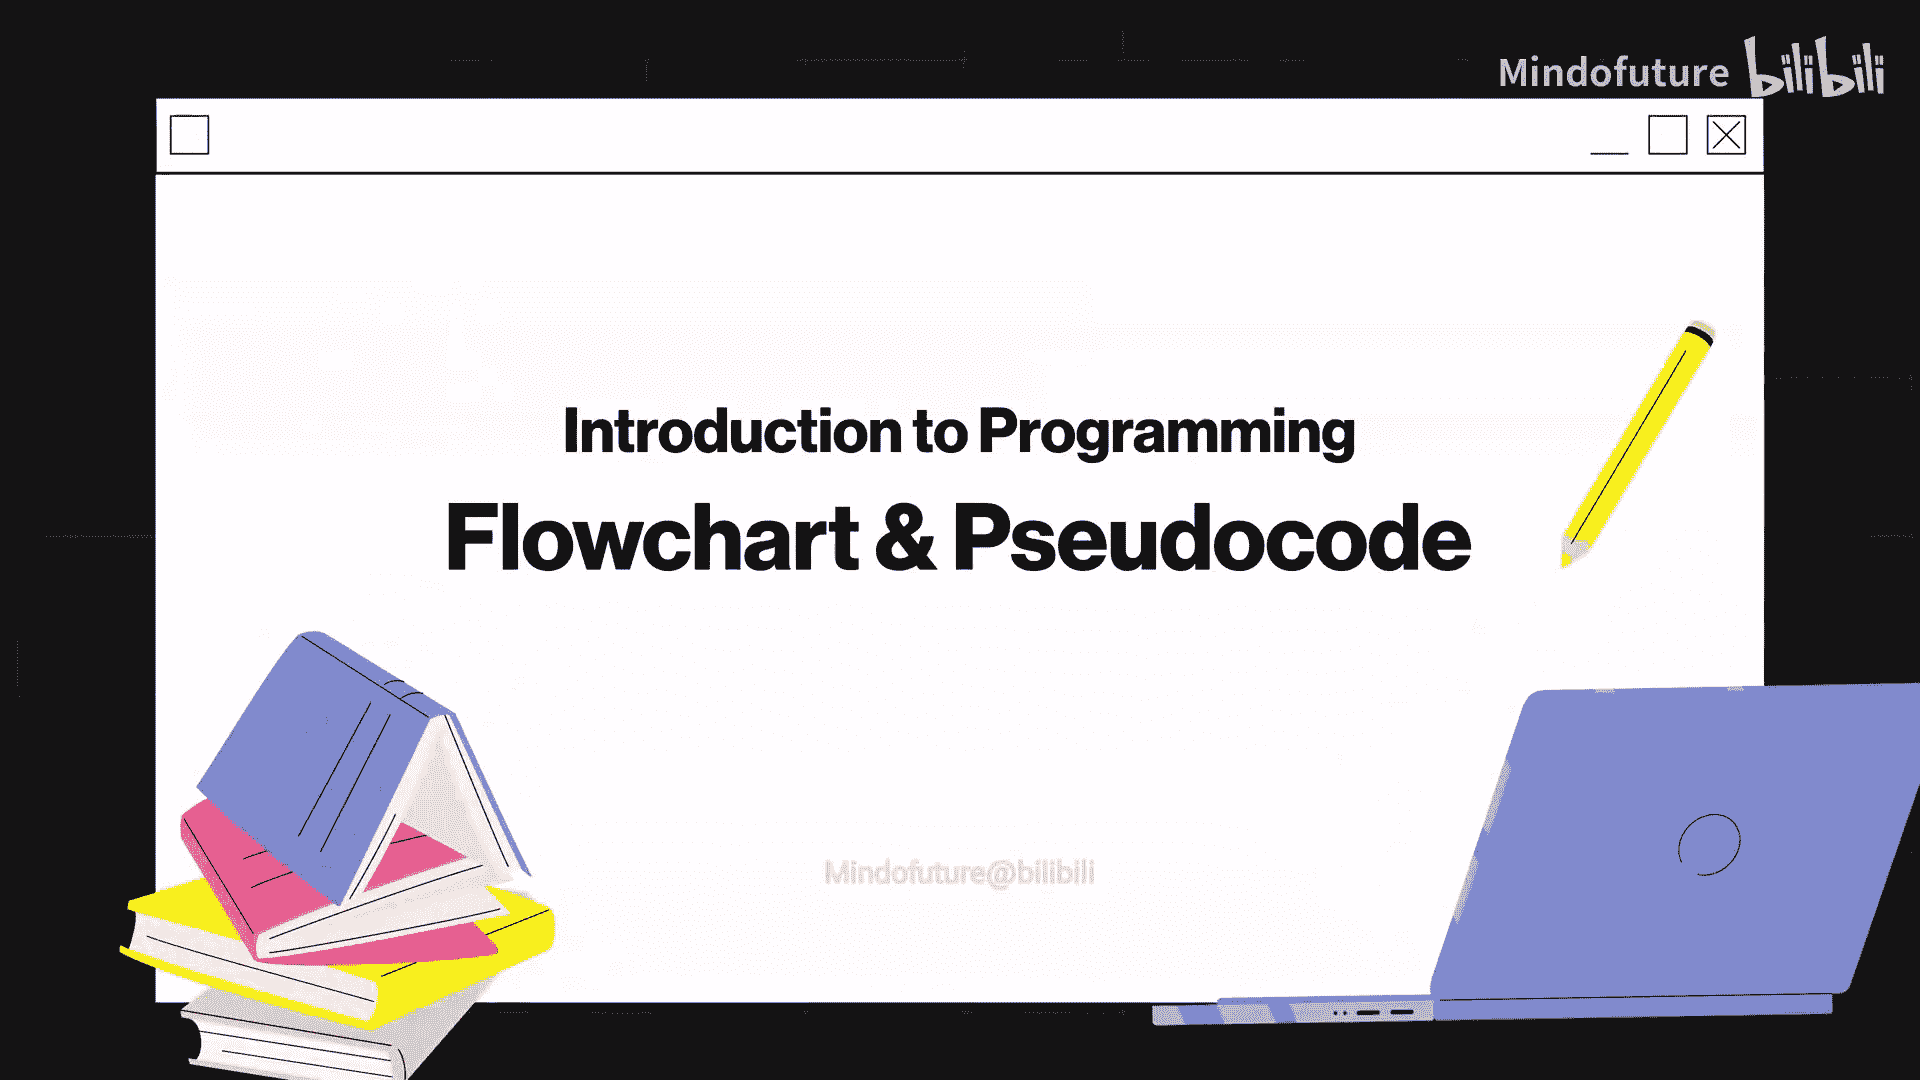 Mindofuture bilibili
Introduction to Programming
Flowchart & Pseudocode
Mindofuture@bilibili